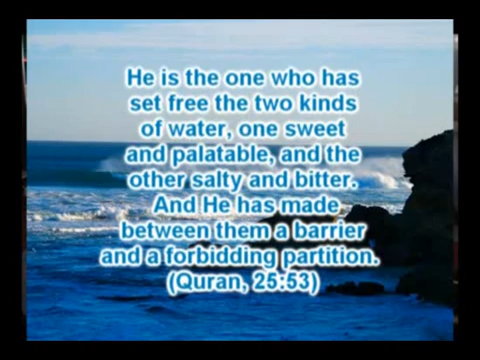 He is the one who has
set free the two kinds
of water, one sweet
and palatable, and the
other salty and bitter.
And He has made
between them a barrier
and a forbidding partition.
(Quran, 25:53)